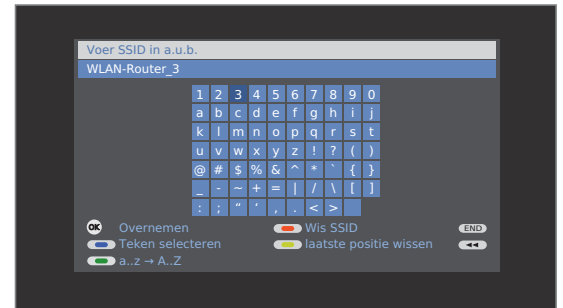 Voer SSID in a.u.b.
WLAN-Router_3
1 2 3 4 5 6 7 8 9 0
a b c d e f g h i j
k l m n o p q r s t
u v w x y z ! ? ( )
@ # $ % & ^ * ` { }
_ - ~ + = | / \ [ ]
: ; " ' , . < >
OK Overnemen Wis SSID END
Teken selecteren laatste positie wissen ◄◄
a..z → A..Z